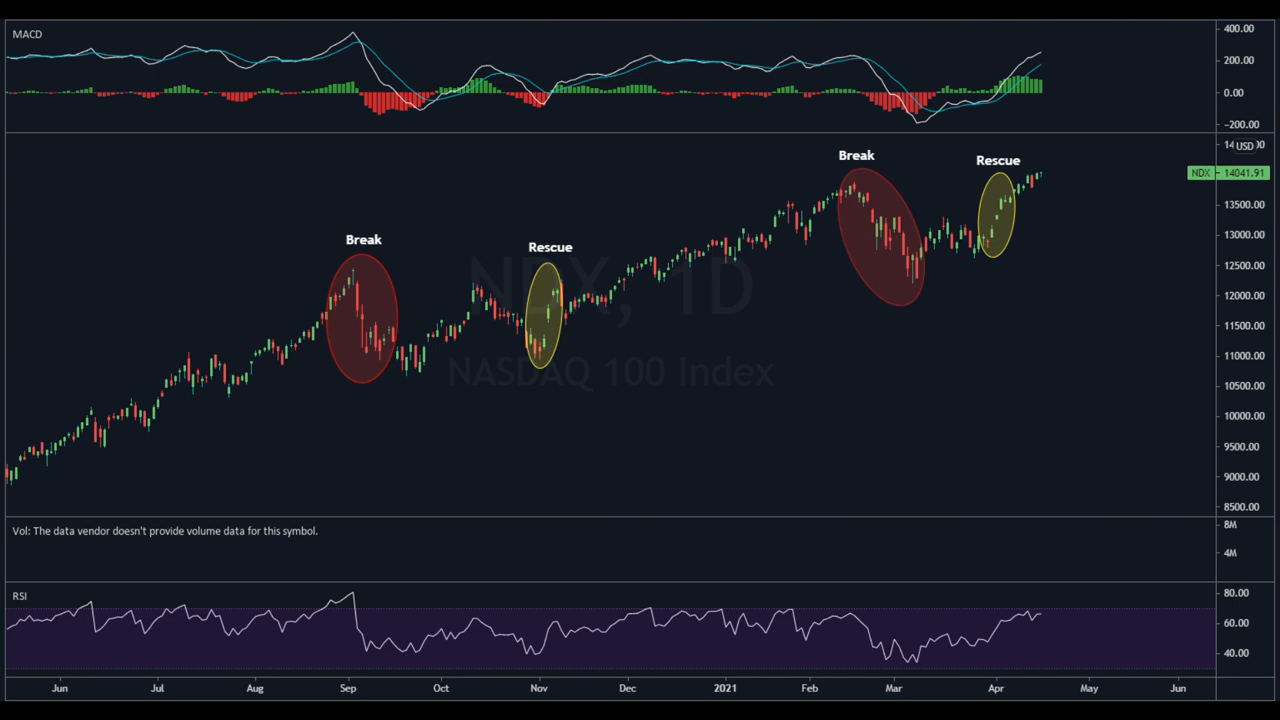 MACD
400.00
200.00
0.00
−200.00
Break
Rescue
USD
NDX 14041.91
Break
Rescue
13500.00
13000.00
12500.00
12000.00
11500.00
11000.00
10500.00
10000.00
9500.00
9000.00
8500.00
NDX, 1D
NASDAQ 100 Index
Vol: The data vendor doesn't provide volume data for this symbol.
8M
4M
RSI
80.00
60.00
40.00
Jun Jul Aug Sep Oct Nov Dec 2021 Feb Mar Apr May Jun